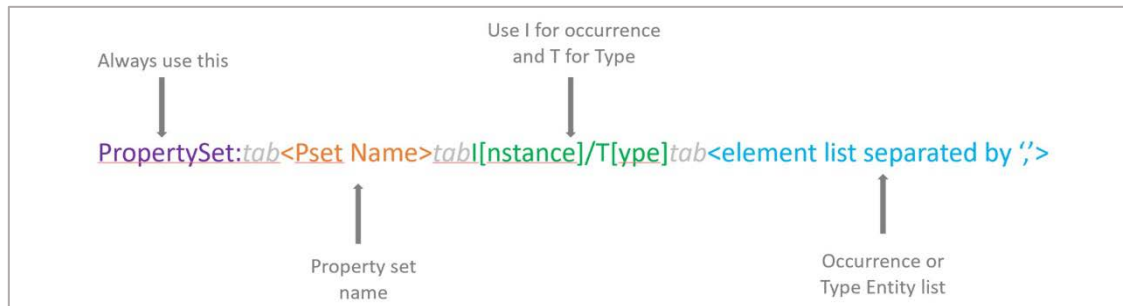 Use I for occurrence
and T for Type
Always use this
PropertySet:tab<Pset Name>tabI[nstance]/T[ype]tab<element list separated by ‘,’>
Property set
name
Occurrence or
Type Entity list